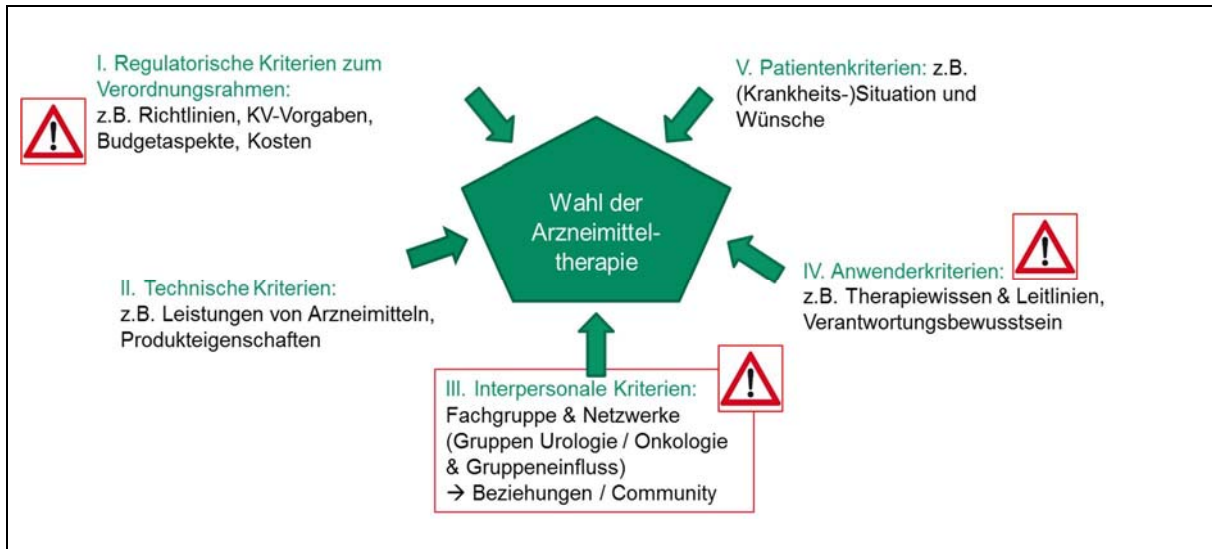 I. Regulatorische Kriterien zum
Verordnungsrahmen:
z.B. Richtlinien, KV-Vorgaben,
Budgetaspekte, Kosten
V. Patientenkriterien: z.B.
(Krankheits-)Situation und
Wünsche
Wahl der
Arzneimittel-
therapie
II. Technische Kriterien:
z.B. Leistungen von Arzneimitteln,
Produkteigenschaften
IV. Anwenderkriterien:
z.B. Therapiewissen & Leitlinien,
Verantwortungsbewusstsein
III. Interpersonale Kriterien:
Fachgruppe & Netzwerke
(Gruppen Urologie / Onkologie
& Gruppeneinfluss)
→ Beziehungen / Community